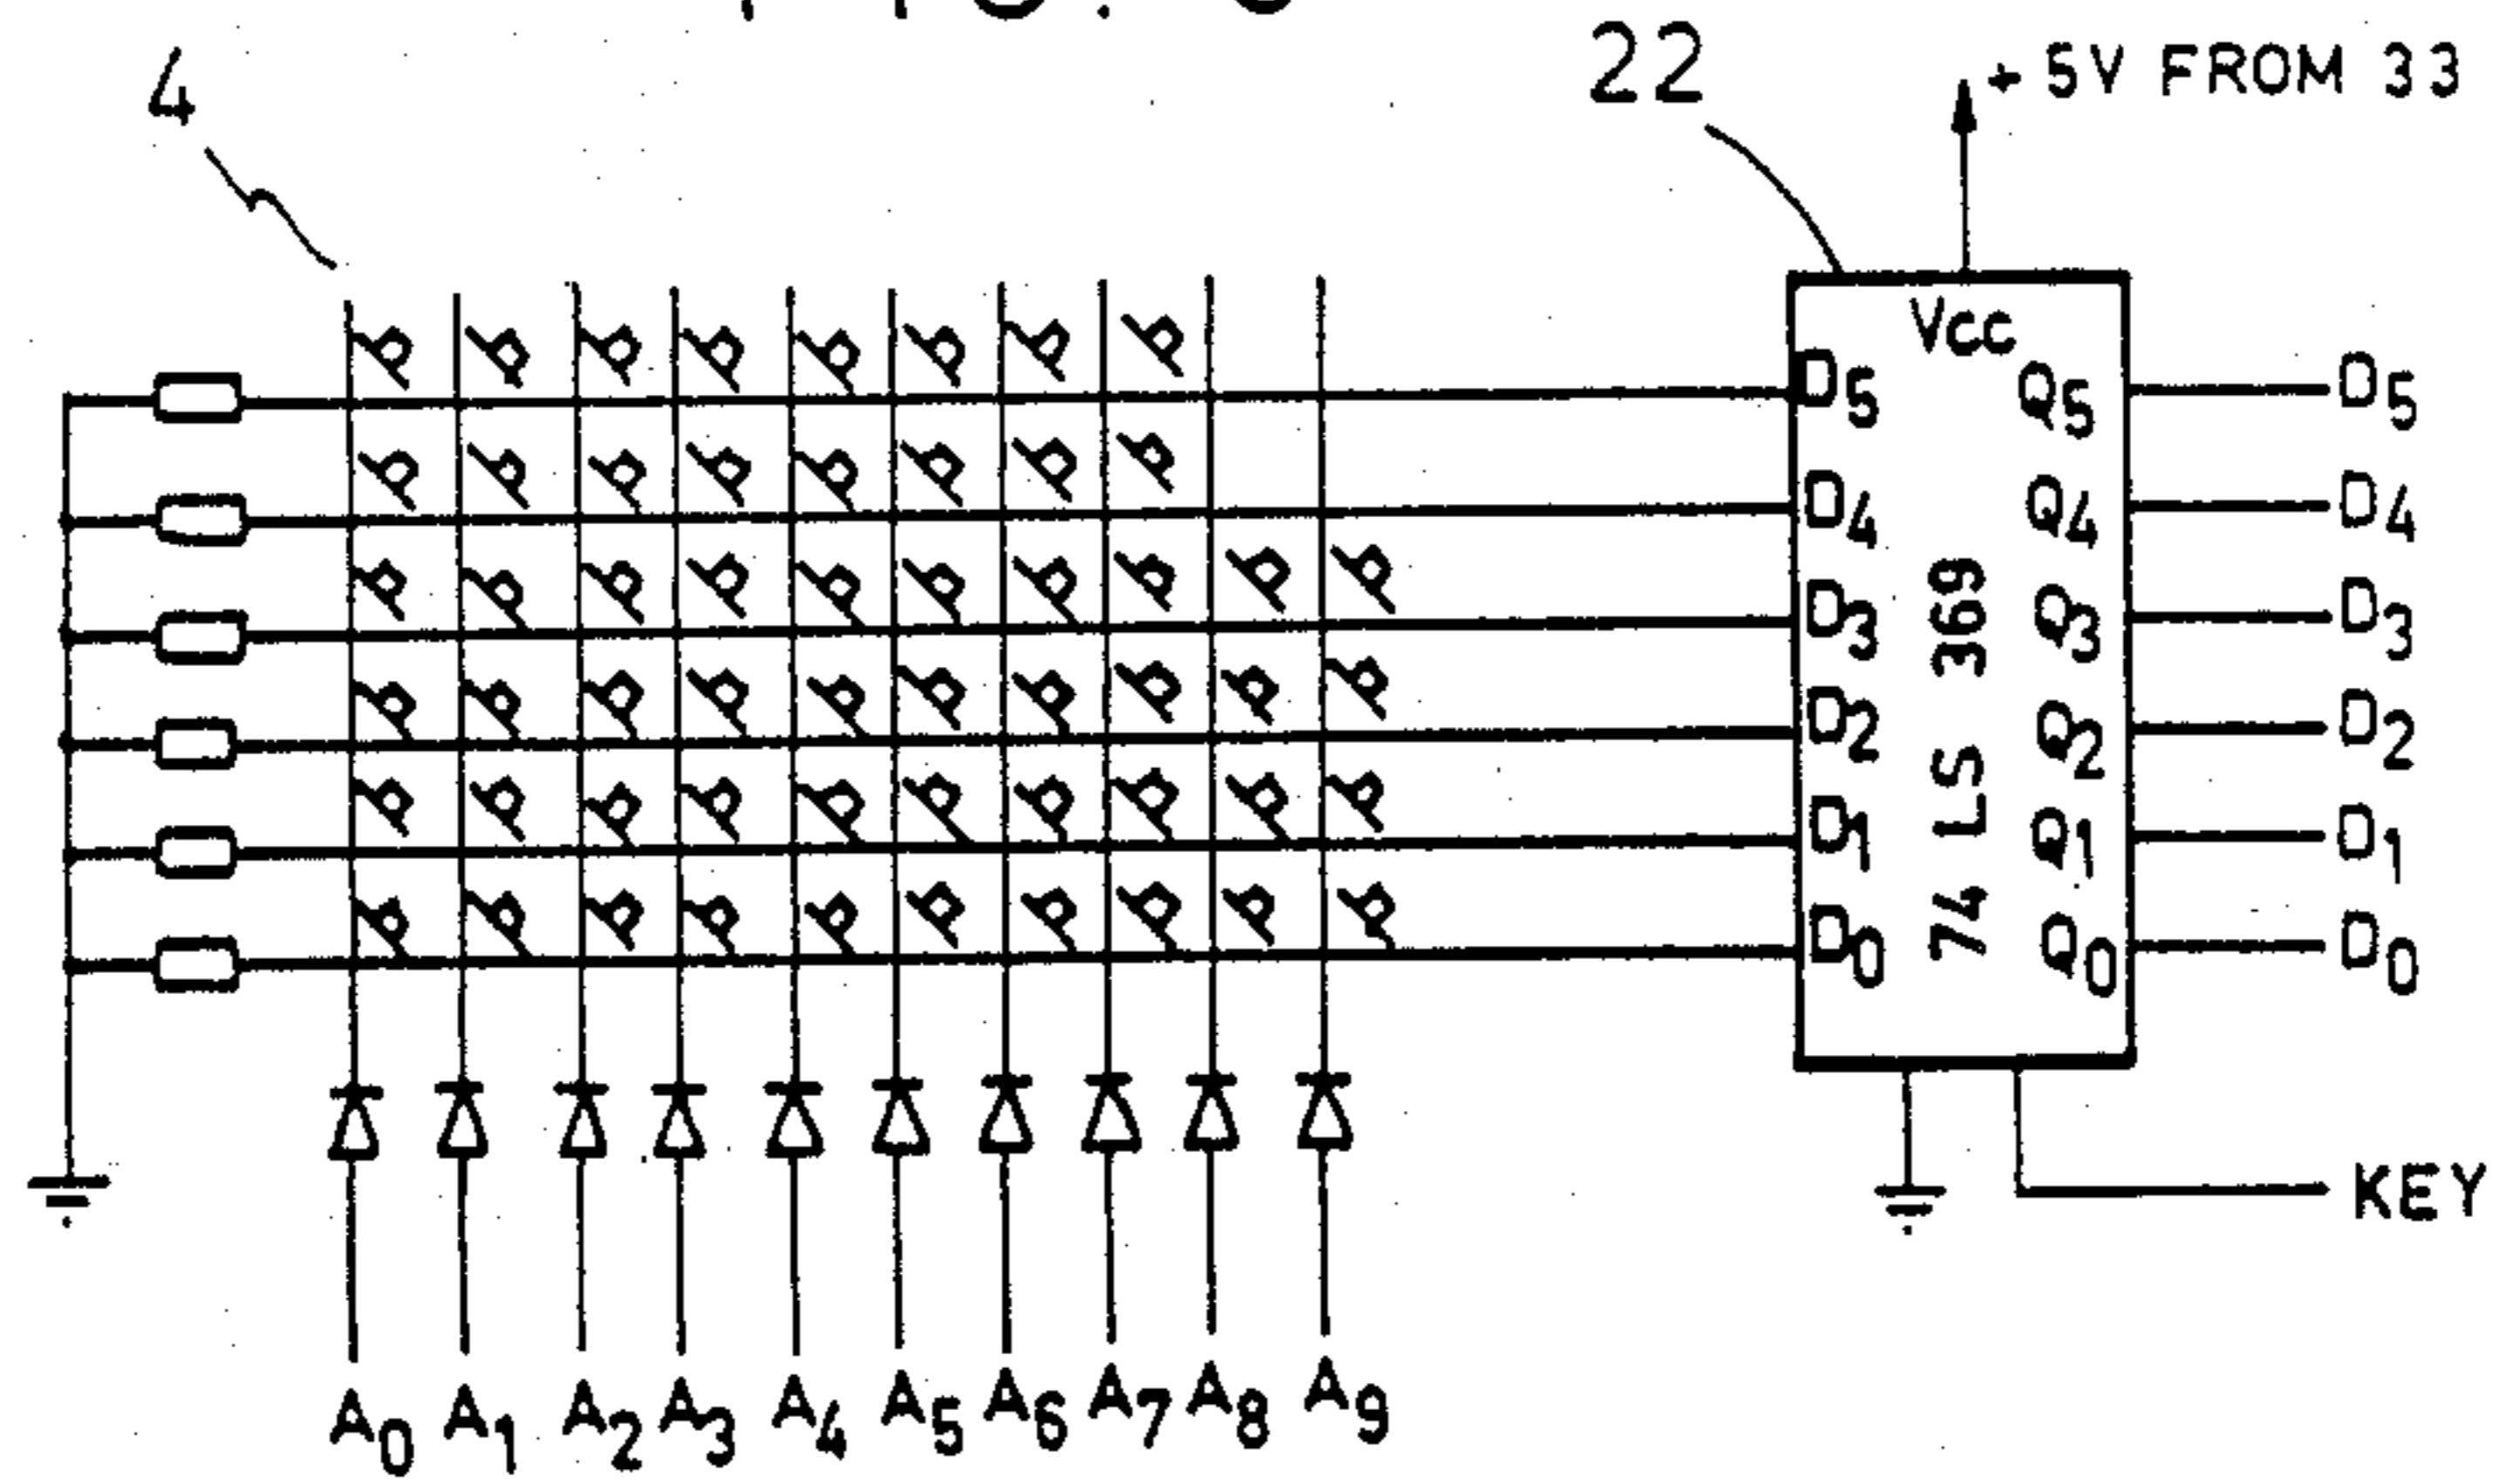 4
22
+ 5V FROM 33
VCC
D5 Q5 D5
D4 Q4 D4
D3 Q3 D3
D2 Q2 D2
D1 Q1 D1
D0 Q0 D0
74 LS 369
KEY
A0 A1 A2 A3 A4 A5 A6 A7 A8 A9